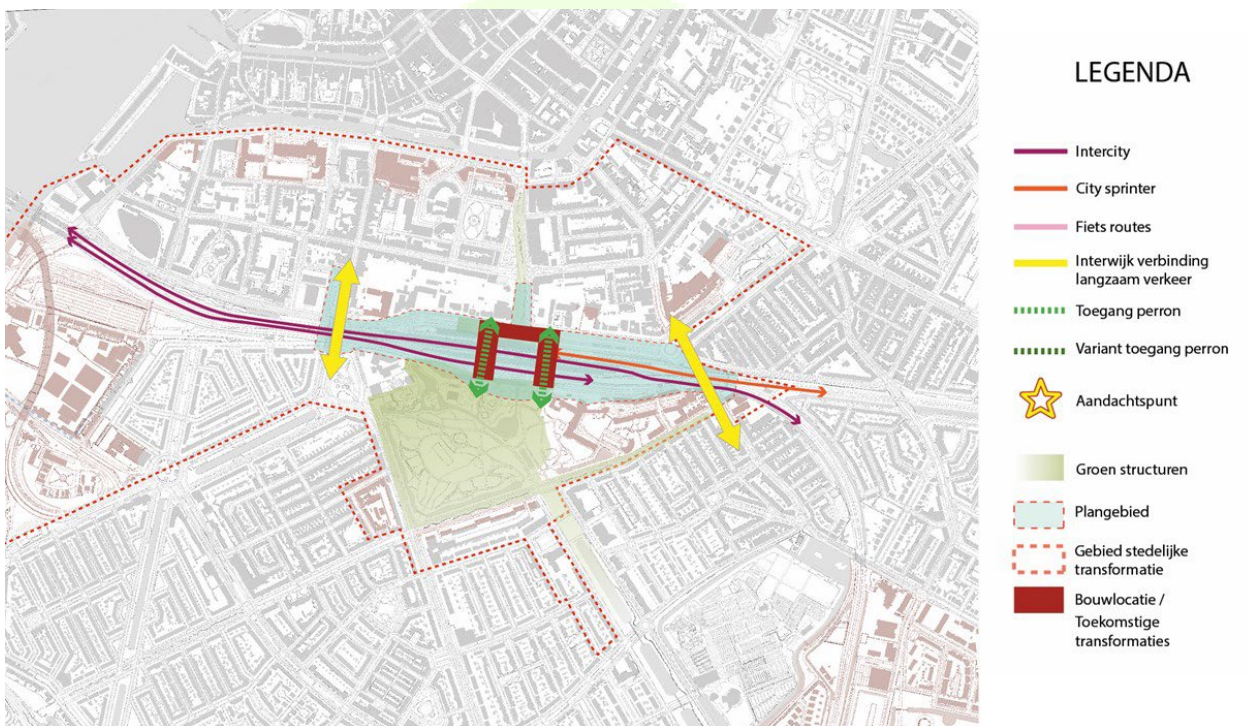 LEGENDA
Intercity
City sprinter
Fiets routes
Interwijk verbinding
langzaam verkeer
Toegang perron
Variant toegang perron
Aandachtspunt
Groen structuren
Plangebied
Gebied stedelijke
transformatie
Bouwlocatie /
Toekomstige
transformaties